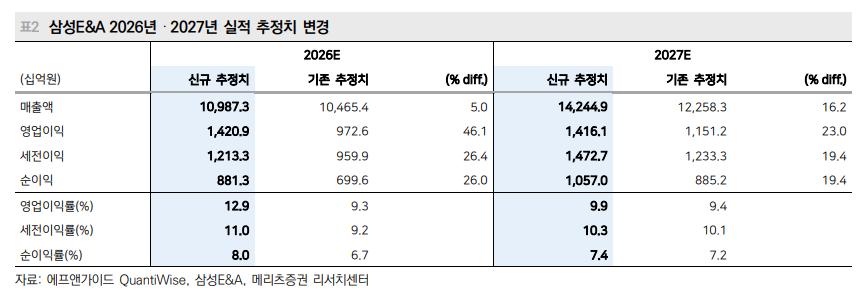 표2 삼성E&A 2026년 · 2027년 실적 추정치 변경
2026E 2027E
(십억원) 신규 추정치 기존 추정치 (% diff.) 신규 추정치 기존 추정치 (% diff.)
매출액 10,987.3 10,465.4 5.0 14,244.9 12,258.3 16.2
영업이익 1,420.9 972.6 46.1 1,416.1 1,151.2 23.0
세전이익 1,213.3 959.9 26.4 1,472.7 1,233.3 19.4
순이익 881.3 699.6 26.0 1,057.0 885.2 19.4
영업이익률(%) 12.9 9.3 9.9 9.4
세전이익률(%) 11.0 9.2 10.3 10.1
순이익률(%) 8.0 6.7 7.4 7.2
자료: 에프앤가이드 QuantiWise, 삼성E&A, 메리츠증권 리서치센터